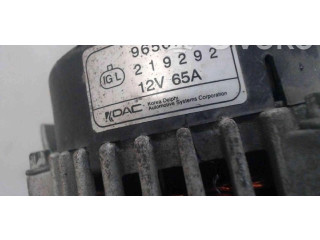 IG L
219292
12V 65A
KDAC Korea Delphi
Automotive Systems Corporation